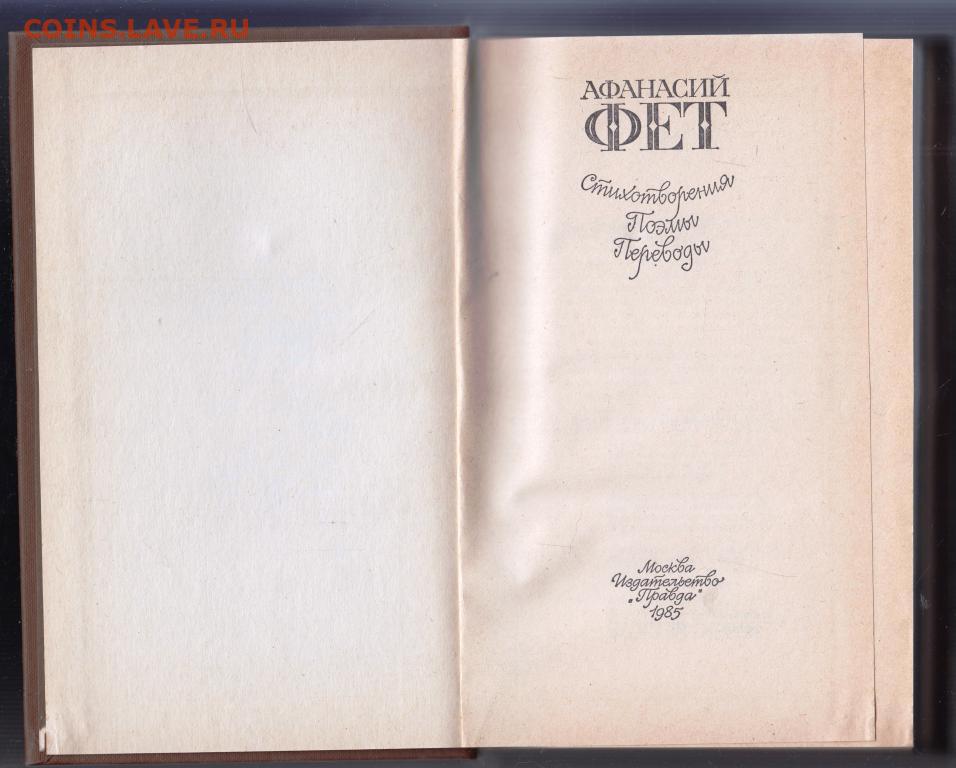 COINS.LAVE.RU
АФАНАСИЙ
ФЕТ
Стихотворения
Поэмы
Переводы
Москва
Издательство
"Правда"
1985